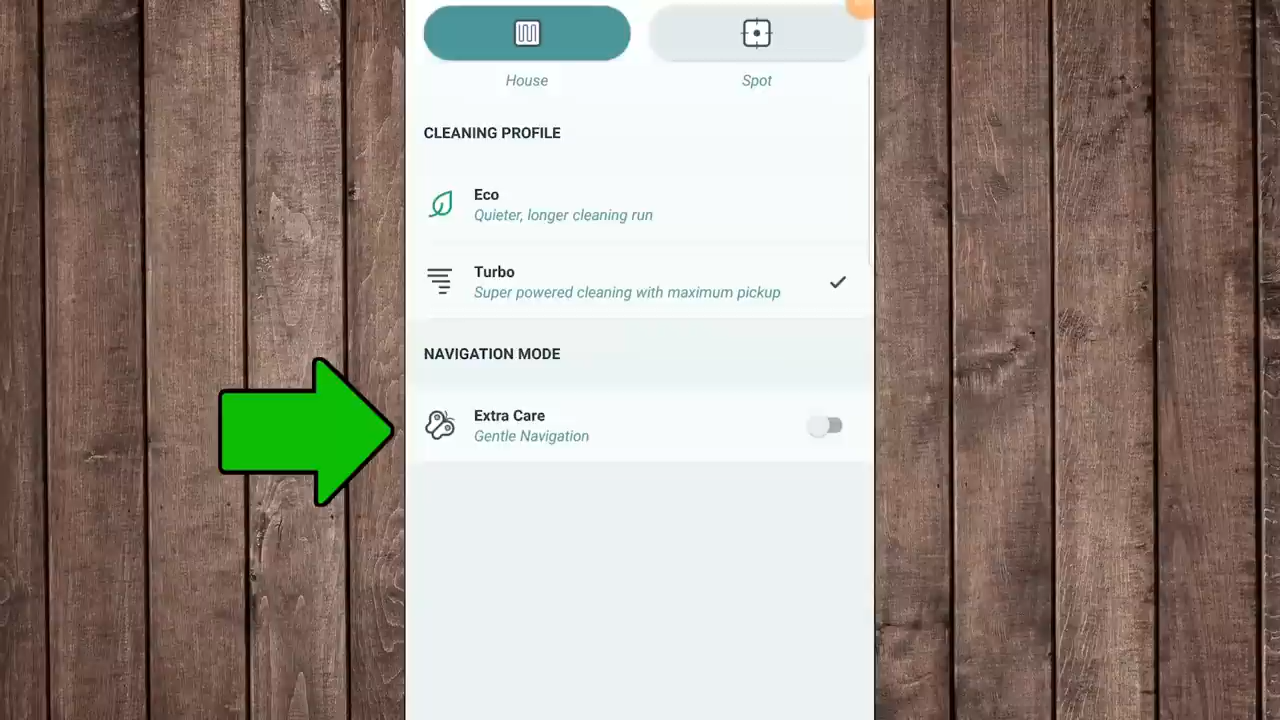 House
Spot
CLEANING PROFILE
Eco
Quieter, longer cleaning run
Turbo
Super powered cleaning with maximum pickup
NAVIGATION MODE
Extra Care
Gentle Navigation